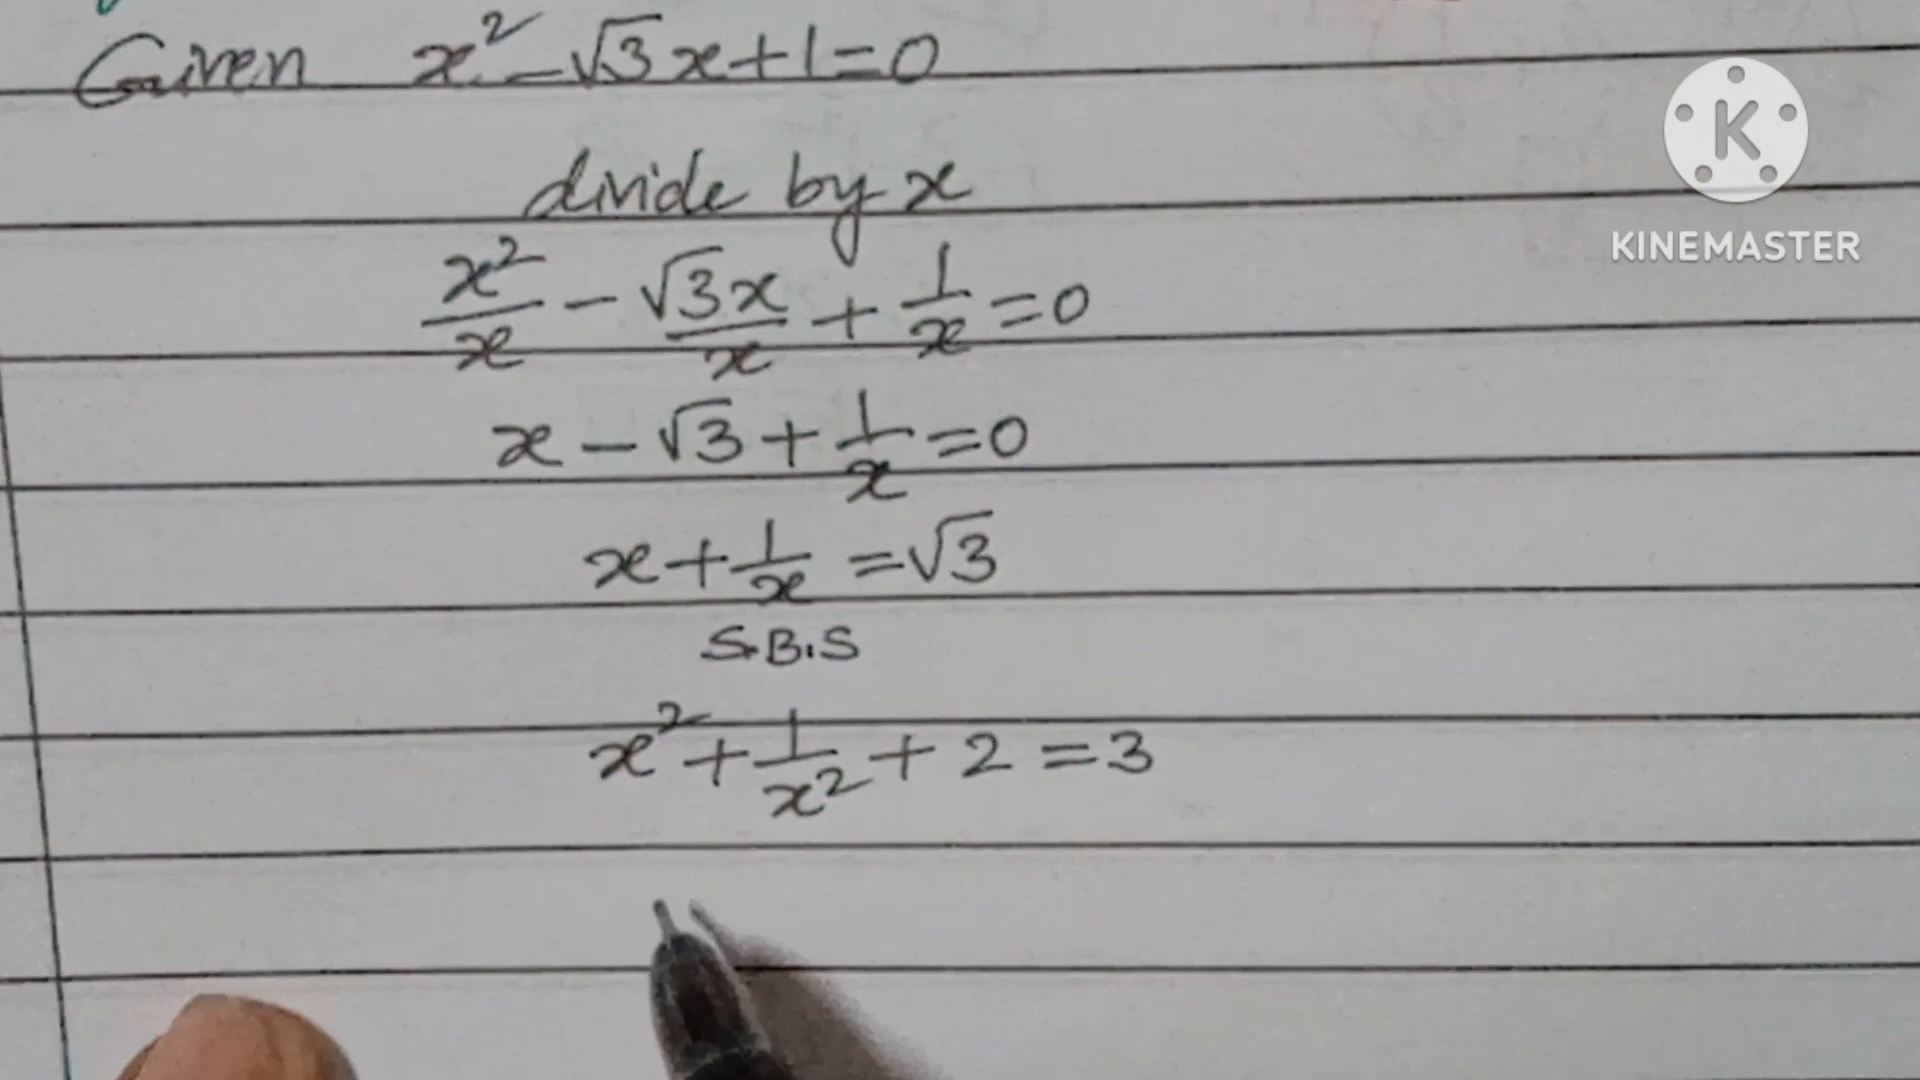 Given x² - √3x + 1 = 0
K
divide by x
KINEMASTER
x²/x - √3x/x + 1/x = 0
x - √3 + 1/x = 0
x + 1/x = √3
S.B.S
x² + 1/x² + 2 = 3